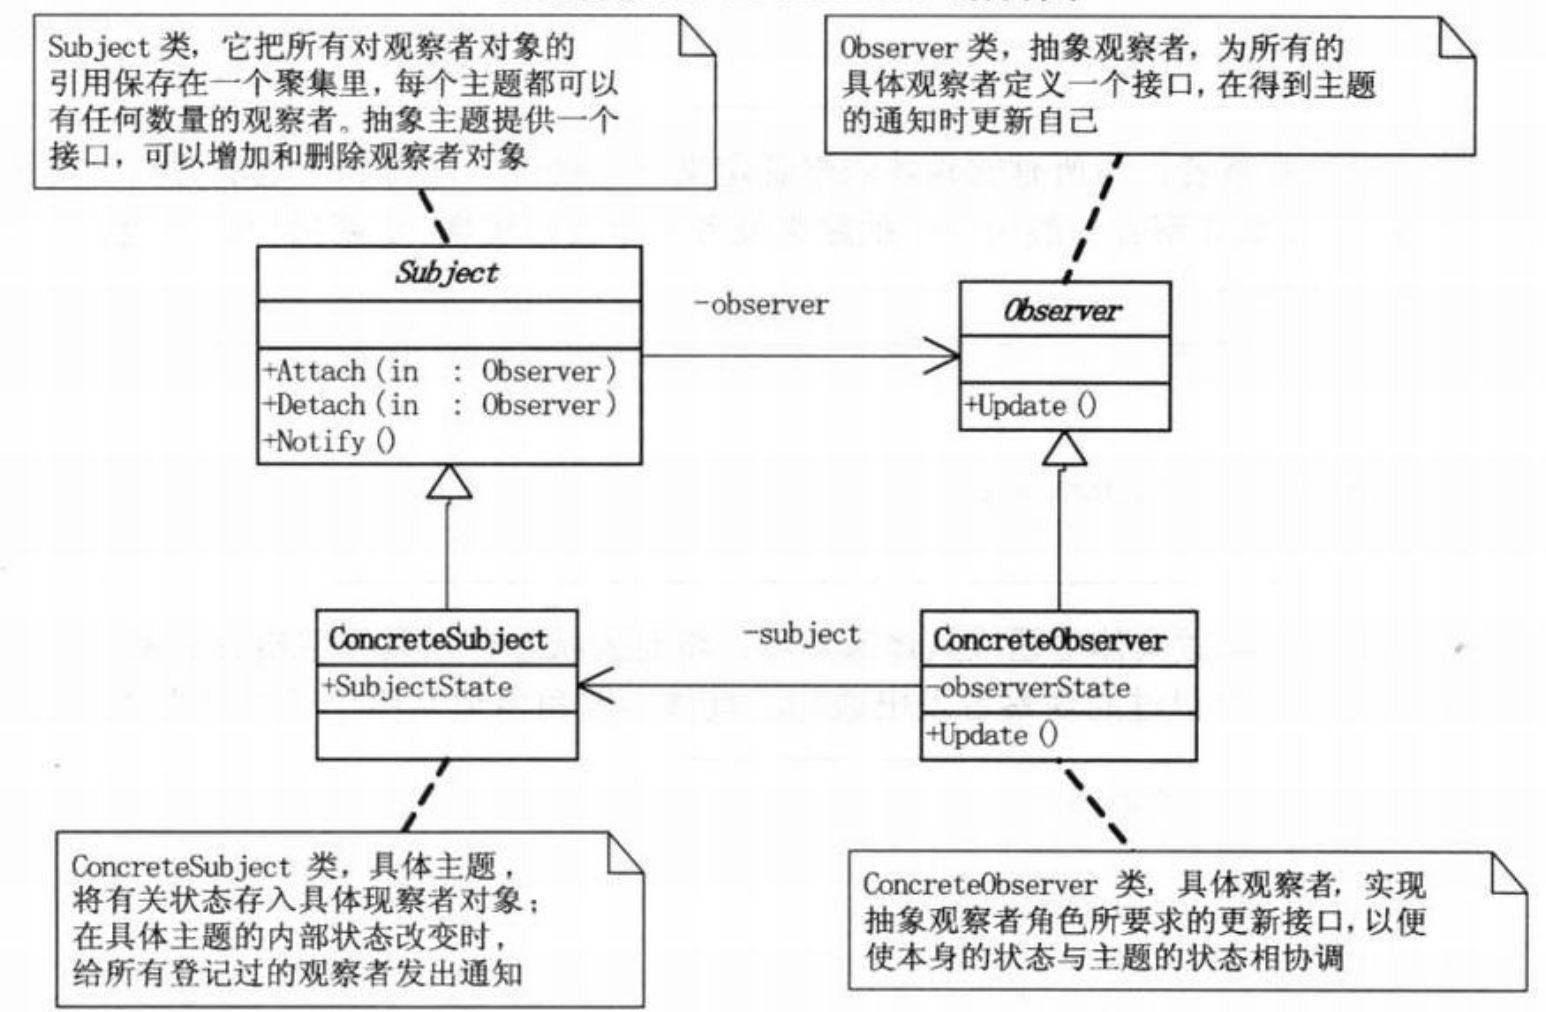 Subject 类，它把所有对观察者对象的
引用保存在一个聚集里，每个主题都可以
有任何数量的观察者。抽象主题提供一个
接口，可以增加和删除观察者对象
Observer 类，抽象观察者，为所有的
具体观察者定义一个接口，在得到主题
的通知时更新自己
Subject
+Attach(in : Observer)
+Detach(in : Observer)
+Notify()
-observer
Observer
+Update()
ConcreteSubject
+SubjectState
-subject
ConcreteObserver
-observerState
+Update()
ConcreteSubject 类，具体主题，
将有关状态存入具体现察者对象；
在具体主题的内部状态改变时，
给所有登记过的观察者发出通知
ConcreteObserver 类，具体观察者，实现
抽象观察者角色所要求的更新接口，以便
使本身的状态与主题的状态相协调